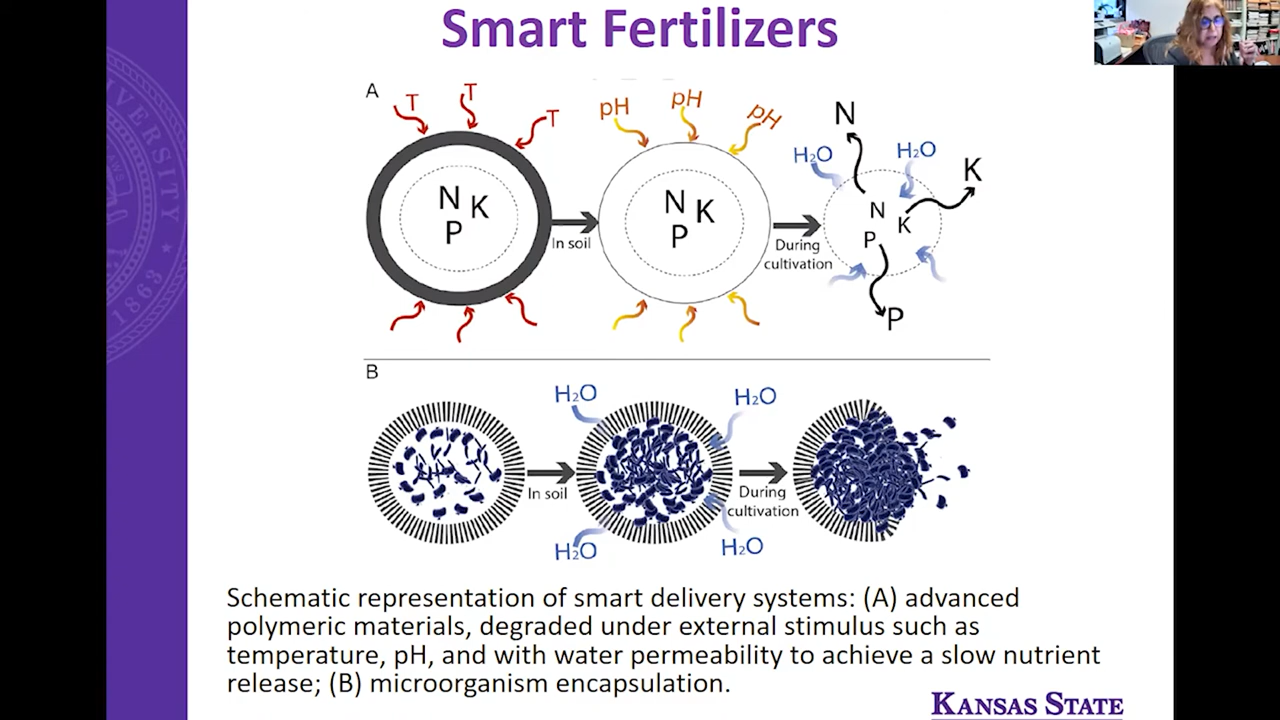 Smart Fertilizers
A
T
T
T
pH
pH
pH
N
H₂O
H₂O
K
N K
P
In soil
N K
P
During
cultivation
N
K
P
P
B
H₂O
H₂O
In soil
During
cultivation
H₂O
H₂O
Schematic representation of smart delivery systems: (A) advanced
polymeric materials, degraded under external stimulus such as
temperature, pH, and with water permeability to achieve a slow nutrient
release; (B) microorganism encapsulation.
KANSAS STATE
1863